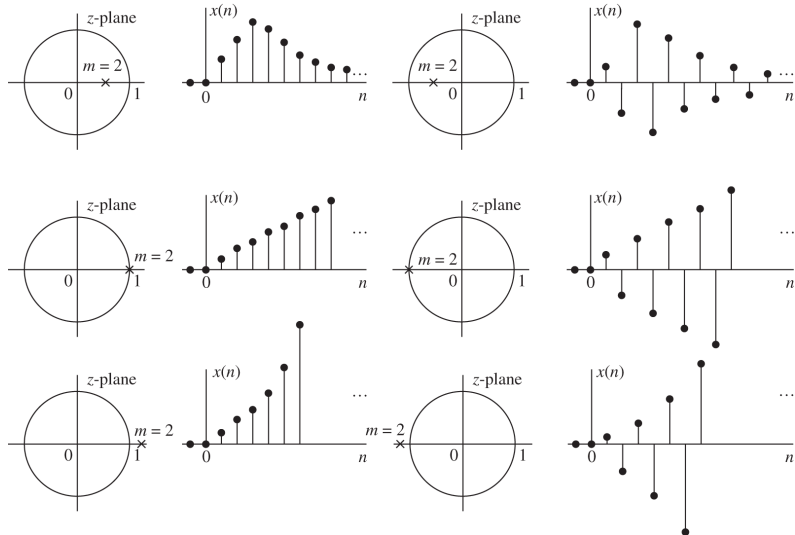 z-plane
x(n)
m = 2
0
1
0
n
...
z-plane
x(n)
m = 2
0
1
0
n
...
z-plane
x(n)
m = 2
0
1
0
n
...
z-plane
x(n)
m = 2
0
1
0
n
...
z-plane
x(n)
m = 2
0
1
0
n
...
z-plane
x(n)
m = 2
0
1
0
n
...